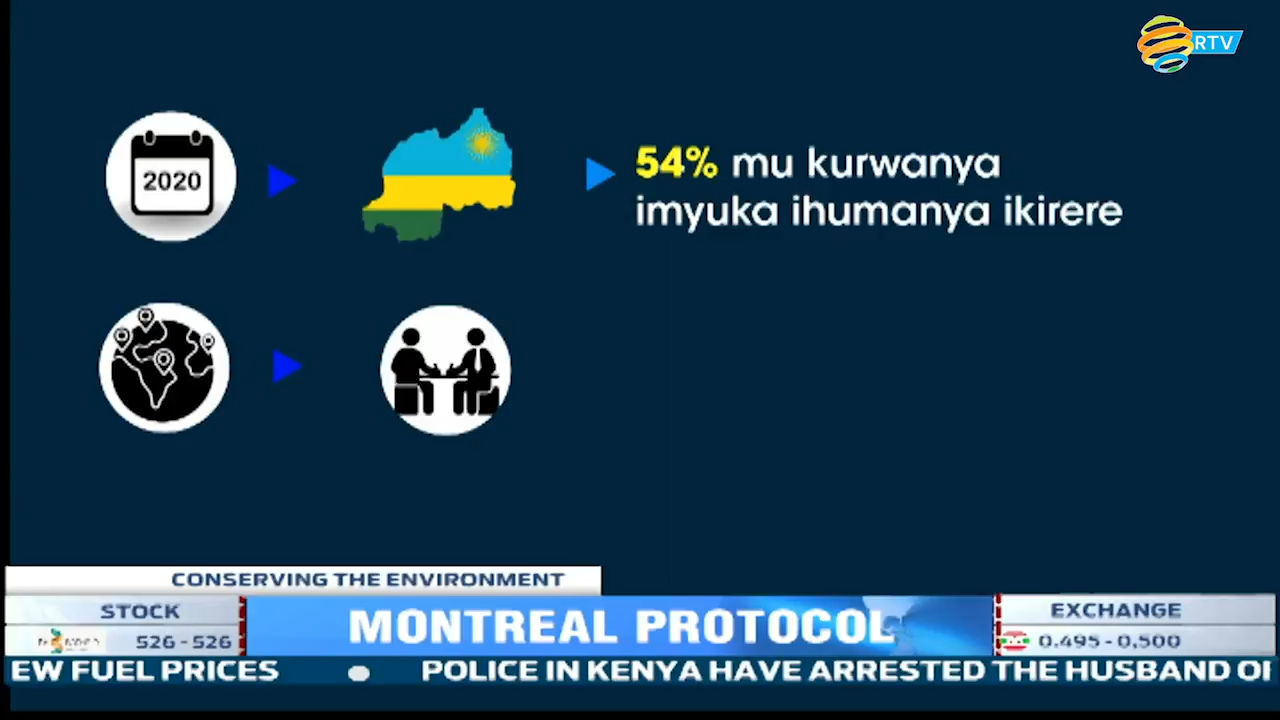 RTV
2020
54% mu kurwanya
imyuka ihumanya ikirere
CONSERVING THE ENVIRONMENT
STOCK
526 - 526
MONTREAL PROTOCOL
EXCHANGE
0.495 - 0,500
EW FUEL PRICES
POLICE IN KENYA HAVE ARRESTED THE HUSBAND